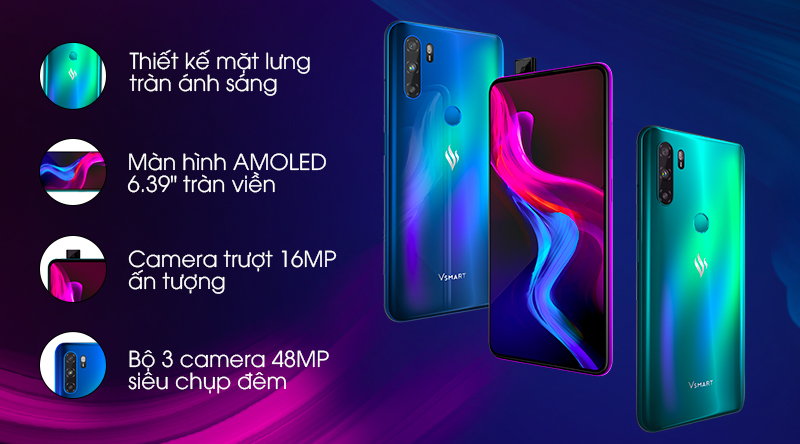 Thiết kế mặt lưng
tràn ánh sáng
Màn hình AMOLED
6.39" tràn viền
Camera trượt 16MP
ấn tượng
Bộ 3 camera 48MP
siêu chụp đêm
VSMART
VSMART